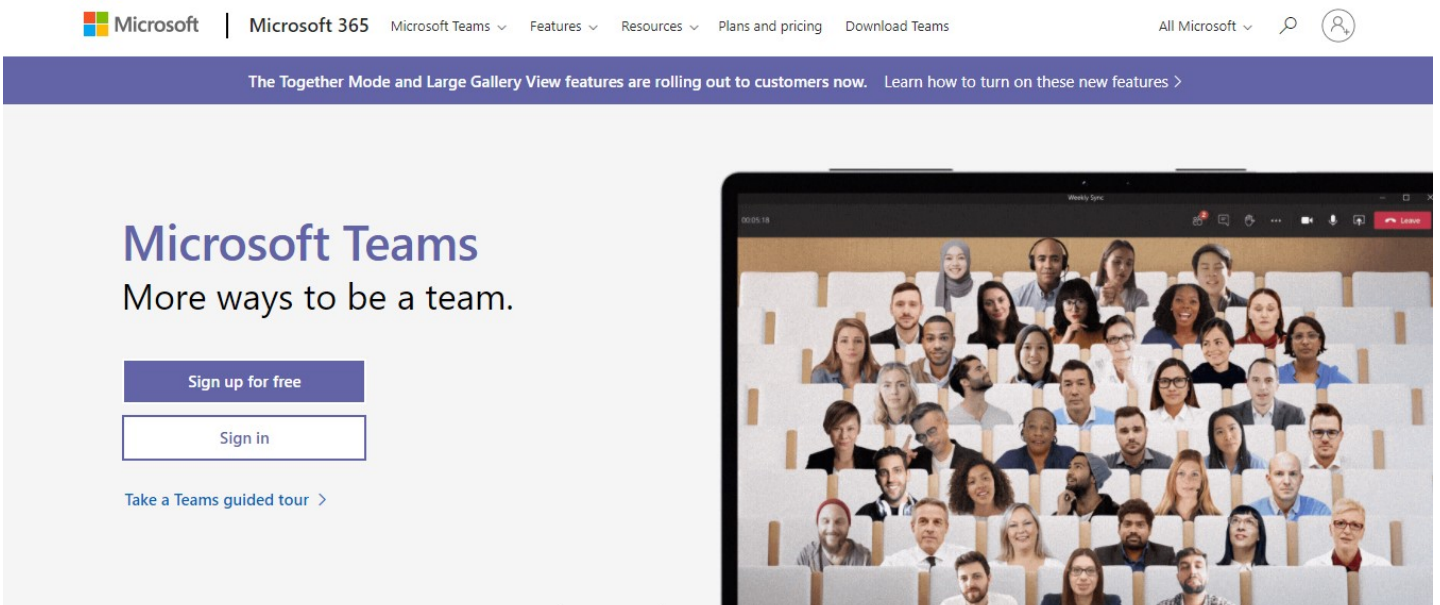 Microsoft | Microsoft 365 Microsoft Teams Features Resources Plans and pricing Download Teams All Microsoft
The Together Mode and Large Gallery View features are rolling out to customers now. Learn how to turn on these new features >
Weekly Sync
00:05:18 2 Leave
Microsoft Teams
More ways to be a team.
Sign up for free
Sign in
Take a Teams guided tour >